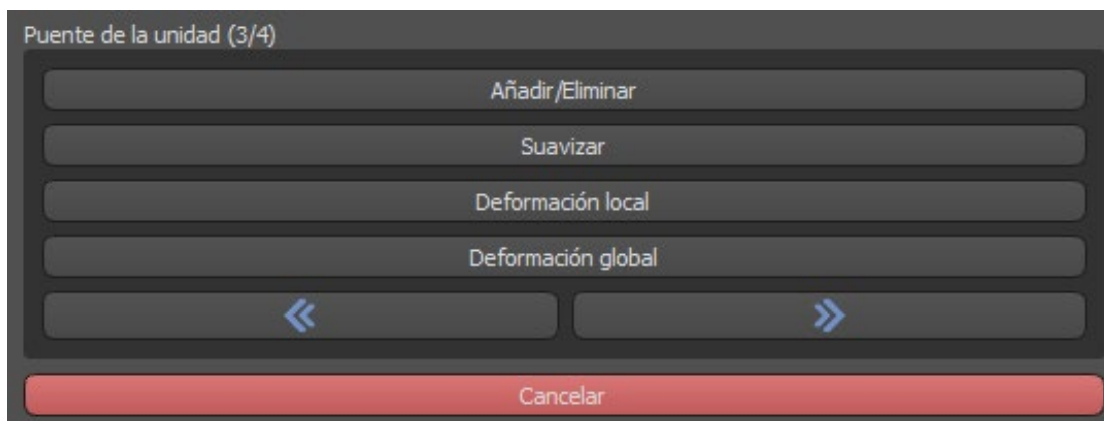 Puente de la unidad (3/4)
Añadir/Eliminar
Suavizar
Deformación local
Deformación global
Cancelar